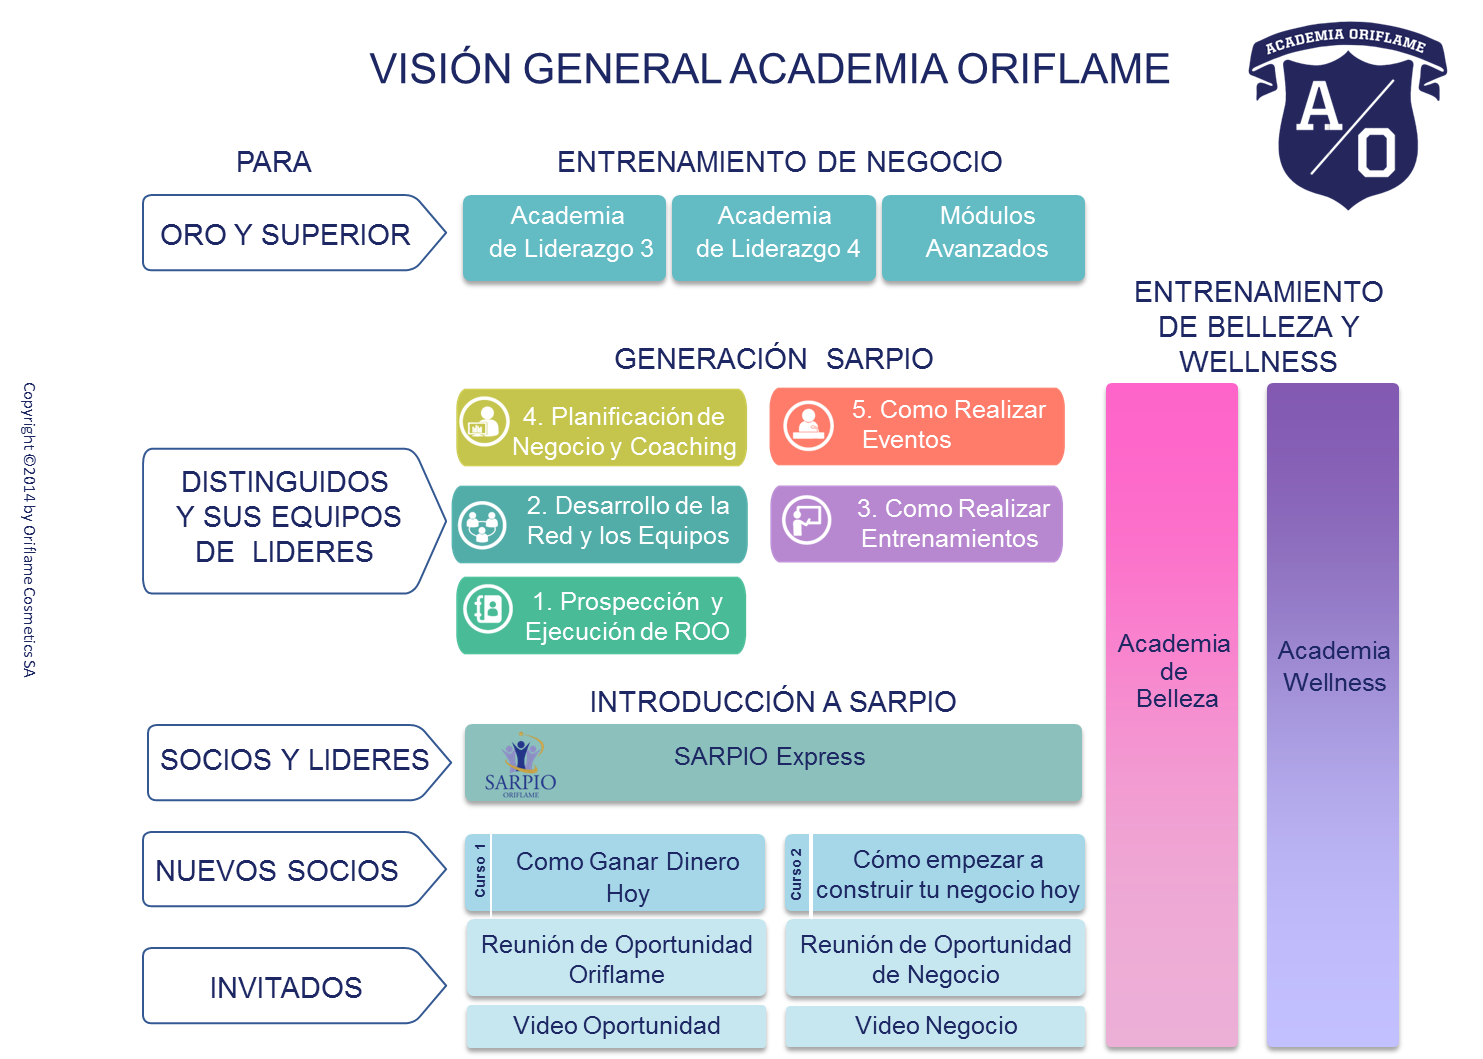 VISIÓN GENERAL ACADEMIA ORIFLAME
ACADEMIA ORIFLAME
A
O
PARA
ENTRENAMIENTO DE NEGOCIO
ORO Y SUPERIOR
Academia
de Liderazgo 3
Academia
de Liderazgo 4
Módulos
Avanzados
GENERACIÓN SARPIO
DISTINGUIDOS
Y SUS EQUIPOS
DE LIDERES
4. Planificación de
Negocio y Coaching
5. Como Realizar
Eventos
2. Desarrollo de la
Red y los Equipos
3. Como Realizar
Entrenamientos
1. Prospección y
Ejecución de ROO
INTRODUCCIÓN A SARPIO
SOCIOS Y LIDERES
SARPIO
ORIFLAME
SARPIO Express
NUEVOS SOCIOS
Curso 1
Como Ganar Dinero
Hoy
Curso 2
Cómo empezar a
construir tu negocio hoy
INVITADOS
Reunión de Oportunidad
Oriflame
Reunión de Oportunidad
de Negocio
Video Oportunidad
Video Negocio
ENTRENAMIENTO
DE BELLEZA Y
WELLNESS
Academia
de
Belleza
Academia
Wellness
Copyright ©2014 by Oriflame Cosmetics SA